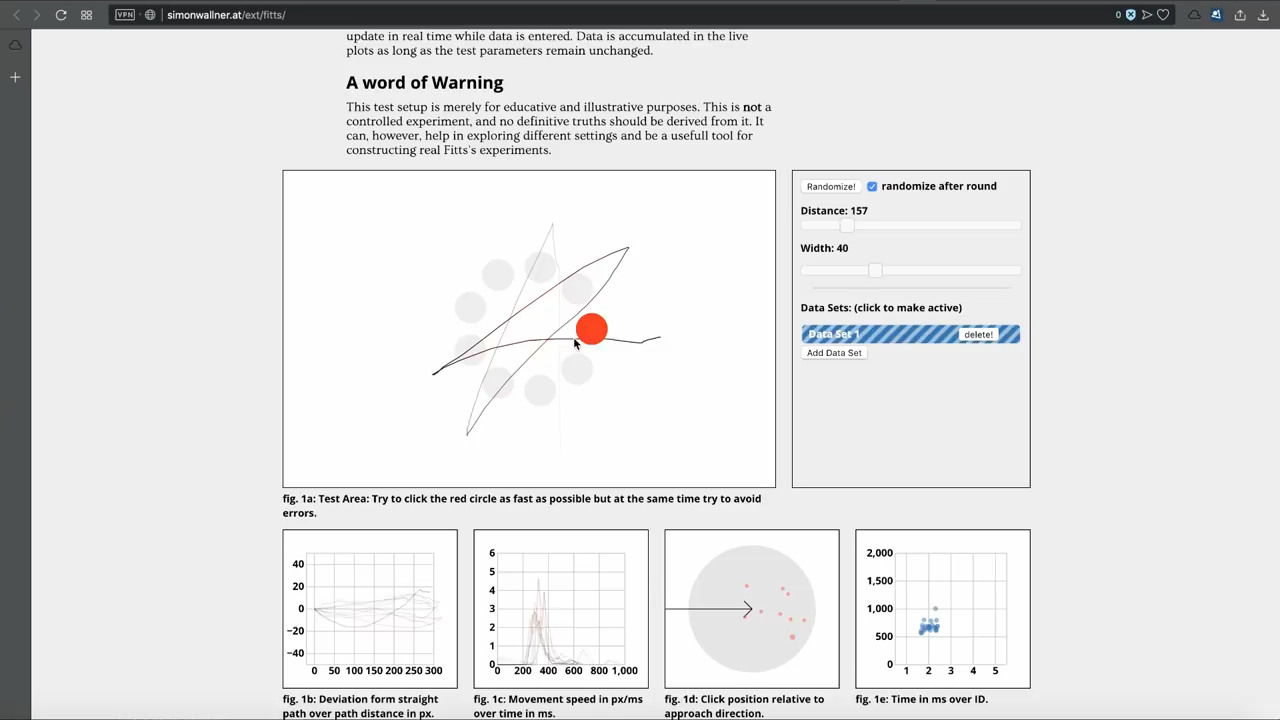 VPN simonwallner.at/ext/fitts/ 0
update in real time while data is entered. Data is accumulated in the live
plots as long as the test parameters remain unchanged.
A word of Warning
This test setup is merely for educative and illustrative purposes. This is not a
controlled experiment, and no definitive truths should be derived from it. It
can, however, help in exploring different settings and be a usefull tool for
constructing real Fitts's experiments.
Randomize! randomize after round
Distance: 157
Width: 40
Data Sets: (click to make active)
Data Set 1 delete!
Add Data Set
fig. 1a: Test Area: Try to click the red circle as fast as possible but at the same time try to avoid
errors.
40
20
0
−20
−40
0 50 100 150 200 250 300
6
5
4
3
2
1
0
0 200 400 600 800 1,000
2,000
1,500
1,000
500
0
1 2 3 4 5
fig. 1b: Deviation form straight
path over path distance in px.
fig. 1c: Movement speed in px/ms
over time in ms.
fig. 1d: Click position relative to
approach direction.
fig. 1e: Time in ms over ID.